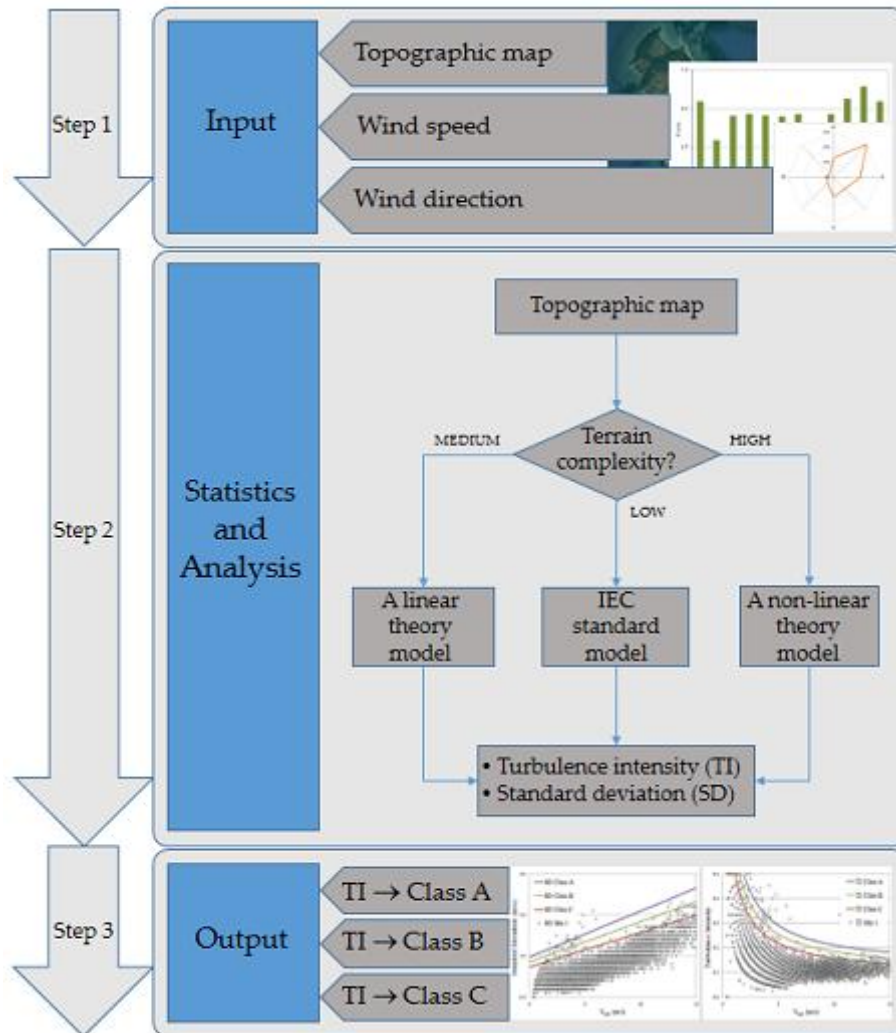 Step 1
Input
Topographic map
Wind speed
Wind direction
Step 2
Statistics
and
Analysis
Topographic map
Terrain
complexity?
MEDIUM
HIGH
LOW
A linear
theory
model
IEC
standard
model
A non-linear
theory
model
• Turbulence intensity (TI)
• Standard deviation (SD)
Step 3
Output
TI → Class A
TI → Class B
TI → Class C